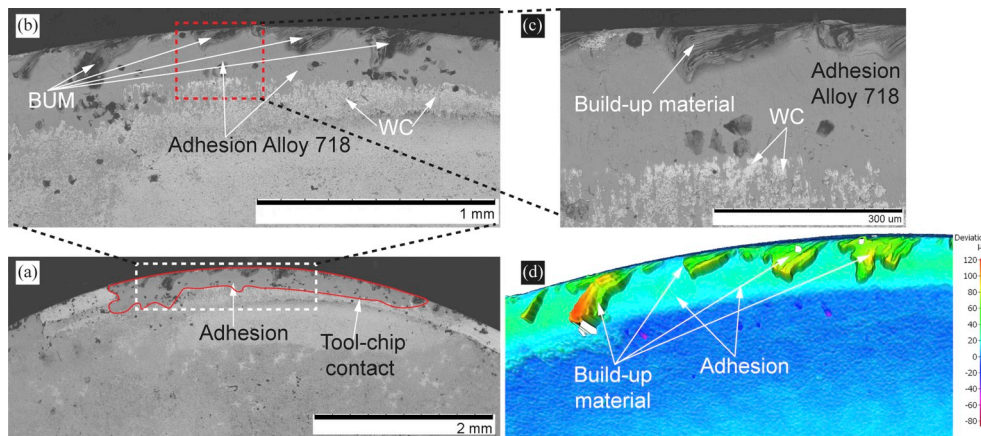 (b)
BUM
Adhesion Alloy 718
WC
1 mm
(c)
Build-up material
Adhesion
Alloy 718
WC
300 um
(a)
Adhesion
Tool-chip
contact
2 mm
(d)
Build-up
material
Adhesion
Deviati
μ
120
100
80
60
40
20
0
-20
-40
-60
-80